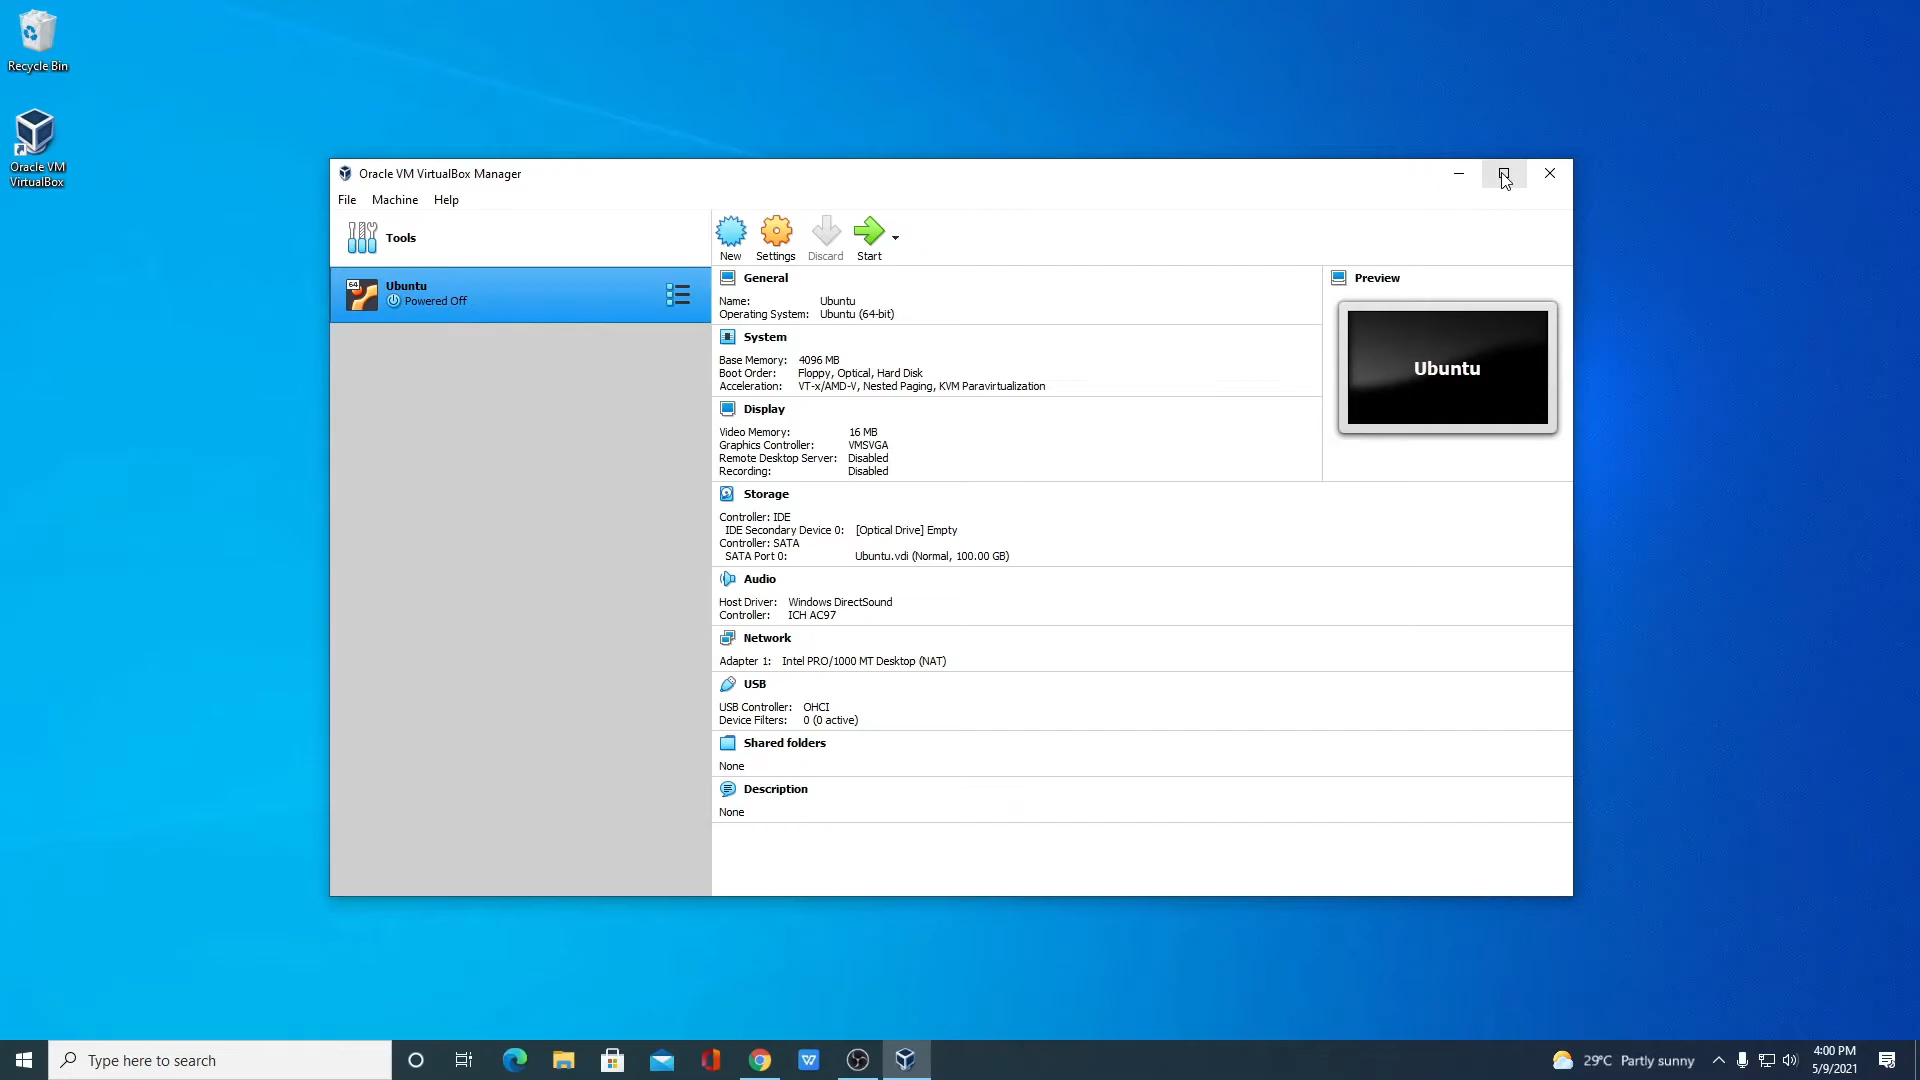 Recycle Bin
Oracle VM
VirtualBox
Oracle VM VirtualBox Manager
File Machine Help
Tools
New Settings Discard Start
64
Ubuntu
Powered Off
General
Name: Ubuntu
Operating System: Ubuntu (64-bit)
System
Base Memory: 4096 MB
Boot Order: Floppy, Optical, Hard Disk
Acceleration: VT-x/AMD-V, Nested Paging, KVM Paravirtualization
Display
Video Memory: 16 MB
Graphics Controller: VMSVGA
Remote Desktop Server: Disabled
Recording: Disabled
Preview
Ubuntu
Storage
Controller: IDE
IDE Secondary Device 0: [Optical Drive] Empty
Controller: SATA
SATA Port 0: Ubuntu.vdi (Normal, 100.00 GB)
Audio
Host Driver: Windows DirectSound
Controller: ICH AC97
Network
Adapter 1: Intel PRO/1000 MT Desktop (NAT)
USB
USB Controller: OHCI
Device Filters: 0 (0 active)
Shared folders
None
Description
None
Type here to search
29°C Partly sunny
4:00 PM
5/9/2021